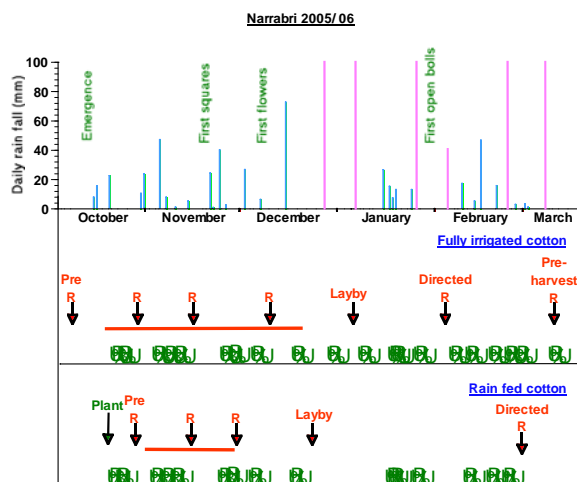 Narrabri 2005/06
Daily rain fall (mm)
100
80
60
40
20
0
Emergence
First squares
First flowers
First open bolls
October November December January February March
Fully irrigated cotton
Pre R
R
R
R
Layby
Directed
R
Pre-
harvest
R
Rain fed cotton
Plant
Pre
R
R
R
Layby
Directed
R